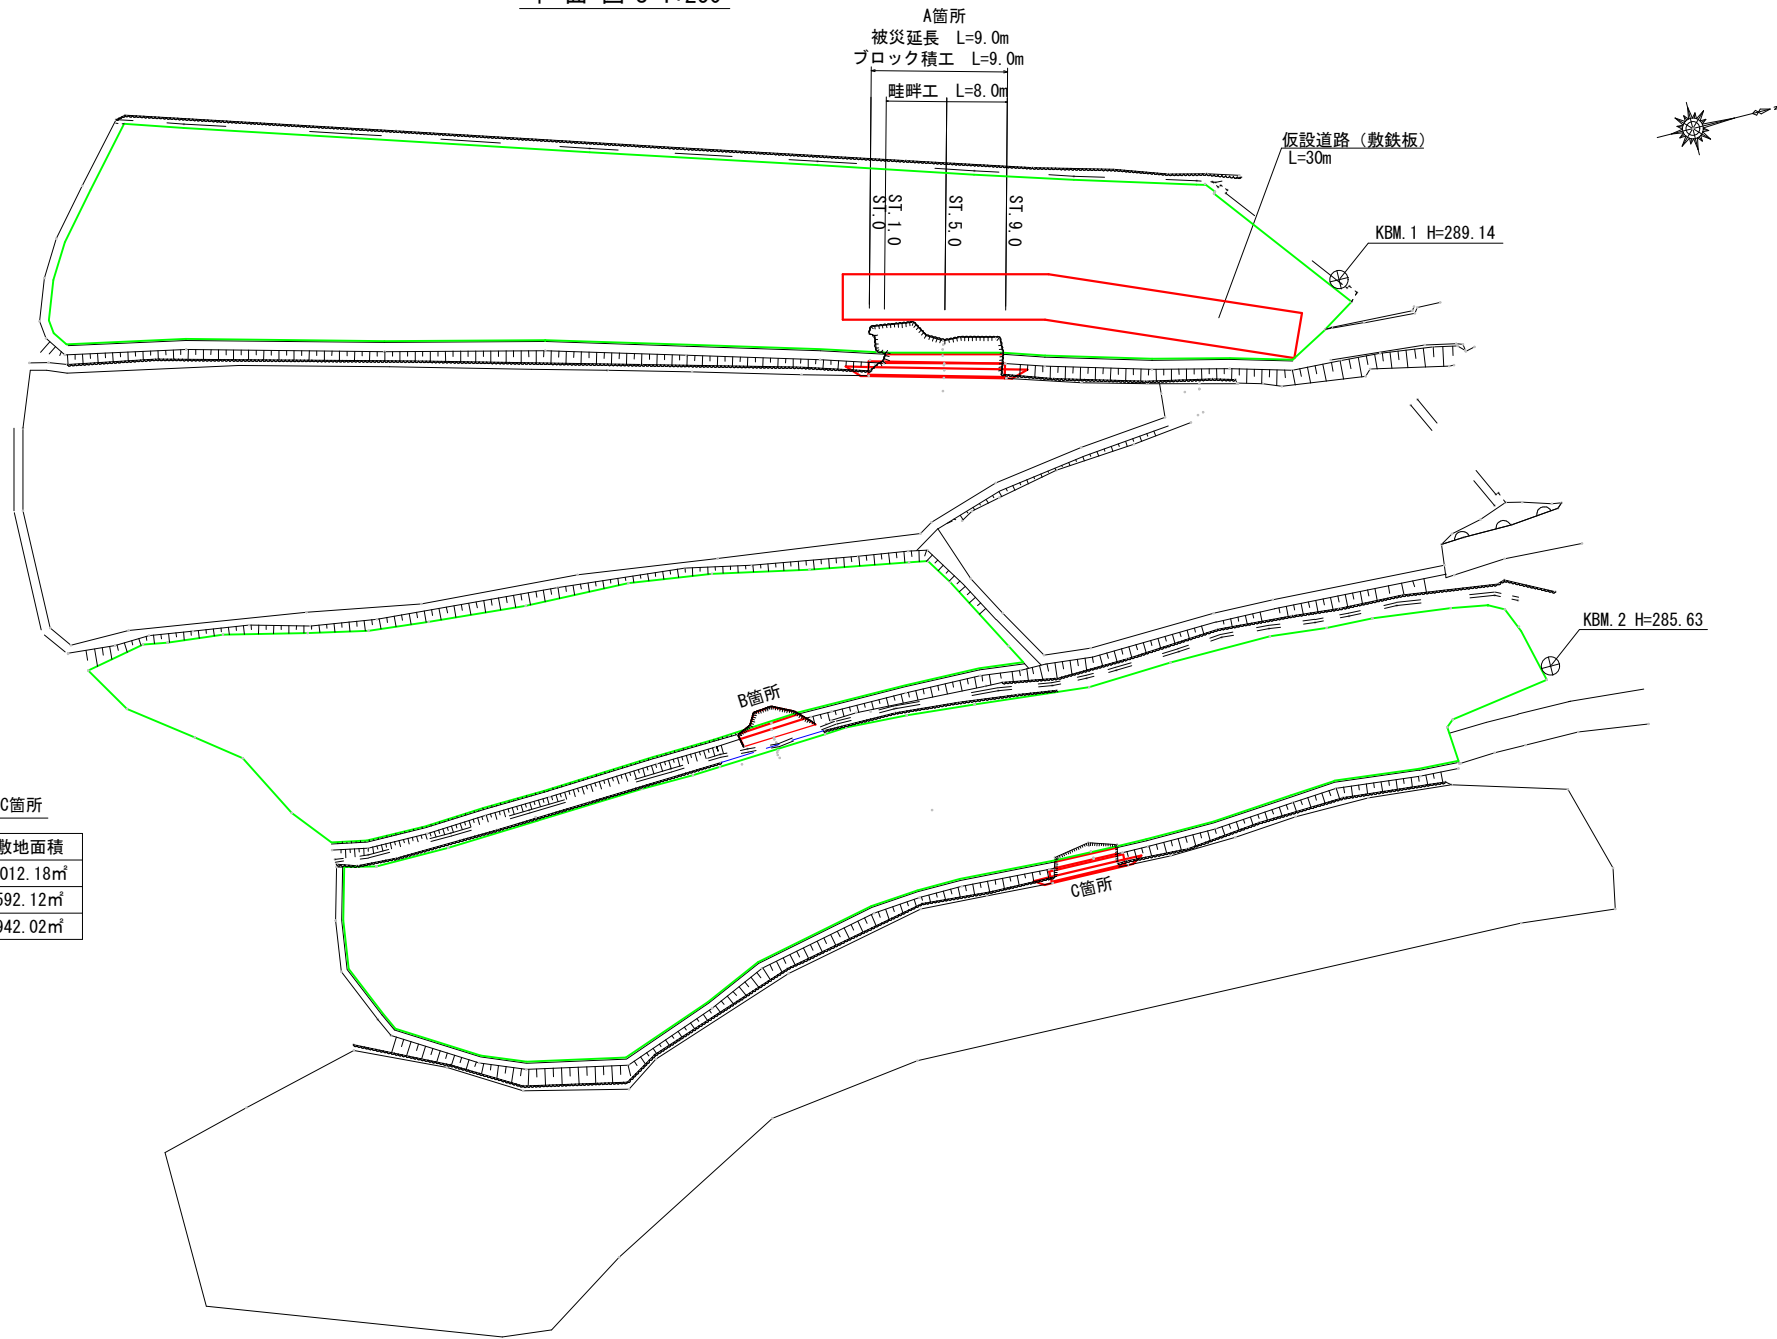 A箇所
被災延長 L=9.0m
ブロック積工 L=9.0m
畦畔工 L=8.0m
仮設道路（敷鉄板）
L=30m
ST.0
ST.1.0
ST.5.0
ST.9.0
KBM.1 H=289.14
KBM.2 H=285.63
B箇所
C箇所
敷地面積
012.18㎡
592.12㎡
942.02㎡
C箇所